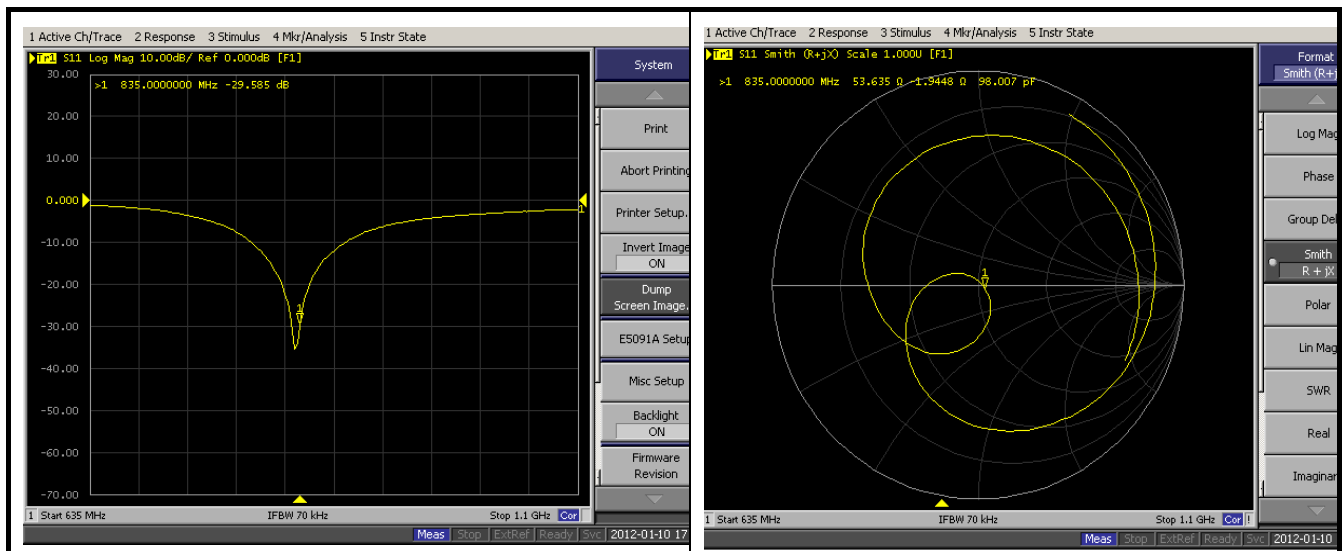 1 Active Ch/Trace 2 Response 3 Stimulus 4 Mkr/Analysis 5 Instr State
Tr1 S11 Log Mag 10.00dB/ Ref 0.000dB [F1]
>1 835.0000000 MHz -29.585 dB
30.00
20.00
10.00
0.000
-10.00
-20.00
-30.00
-40.00
-50.00
-60.00
-70.00
1
1
1 Start 635 MHz IFBW 70 kHz Stop 1.1 GHz Cor
Meas Stop ExtRef Ready Svc 2012-01-10 17
System
Print
Abort Printing
Printer Setup.
Invert Image
ON
Dump
Screen Image.
E5091A Setup
Misc Setup
Backlight
ON
Firmware
Revision
1 Active Ch/Trace 2 Response 3 Stimulus 4 Mkr/Analysis 5 Instr State
Tr1 S11 Smith (R+jX) Scale 1.000U [F1]
>1 835.0000000 MHz 53.635 Ω -1.9448 Ω 98.007 pF
1
1 Start 635 MHz IFBW 70 kHz Stop 1.1 GHz Cor !
Meas Stop ExtRef Ready Svc 2012-01-10
Format
Smith (R+j
Log Mag
Phase
Group Del
Smith
R + jX
Polar
Lin Mag
SWR
Real
Imaginar